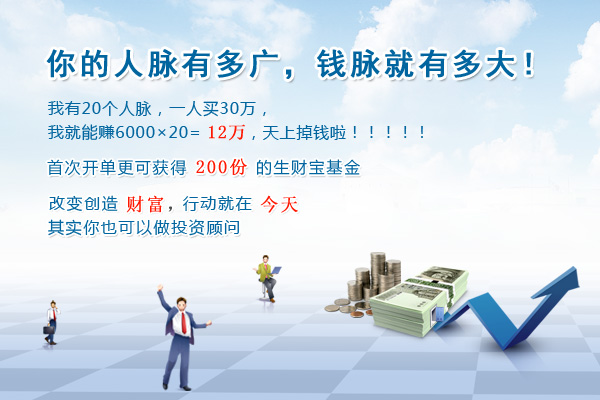 你的人脉有多广，钱脉就有多大！
我有20个人脉，一人买30万，
我就能赚6000×20= 12万，天上掉钱啦！！！！！
首次开单更可获得 200份 的生财宝基金
改变创造 财富，行动就在 今天
其实你也可以做投资顾问